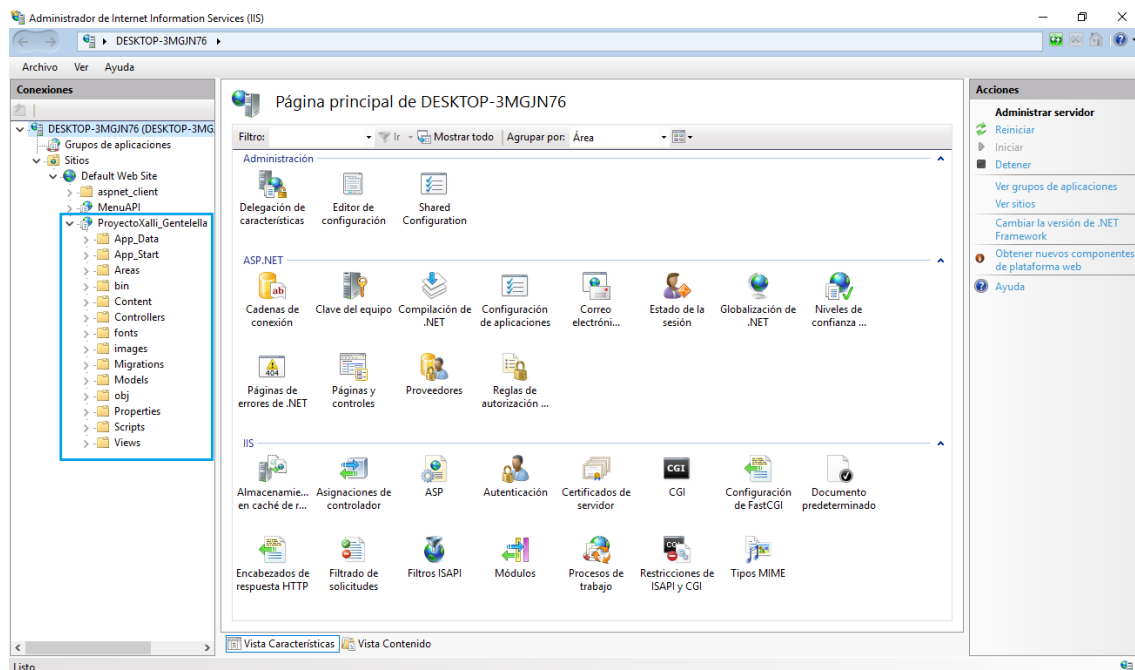 Administrador de Internet Information Services (IIS)
DESKTOP-3MGJN76
Archivo Ver Ayuda
Conexiones
DESKTOP-3MGJN76 (DESKTOP-3MG
Grupos de aplicaciones
Sitios
Default Web Site
aspnet_client
MenuAPI
ProyectoXalli_Gentelella
App_Data
App_Start
Areas
bin
Content
Controllers
fonts
images
Migrations
Models
obj
Properties
Scripts
Views
Página principal de DESKTOP-3MGJN76
Filtro: Ir Mostrar todo Agrupar por: Área
Administración
Delegación de Editor de Shared
características configuración Configuration
ASP.NET
Cadenas de Clave del equipo Compilación de Configuración Correo Estado de la Globalización de Niveles de
conexión .NET de aplicaciones electróni... sesión .NET confianza ...
404
Páginas de Páginas y Proveedores Reglas de
errores de .NET controles autorización ...
IIS
CGI
Almacenamie... Asignaciones de ASP Autenticación Certificados de CGI Configuración Documento
en caché de r... controlador servidor de FastCGI predeterminado
Encabezados de Filtrado de Filtros ISAPI Módulos Procesos de Restricciones de Tipos MIME
respuesta HTTP solicitudes trabajo ISAPI y CGI
Vista Características Vista Contenido
Acciones
Administrar servidor
Reiniciar
Iniciar
Detener
Ver grupos de aplicaciones
Ver sitios
Cambiar la versión de .NET
Framework
Obtener nuevos componentes
de plataforma web
Ayuda
Listo